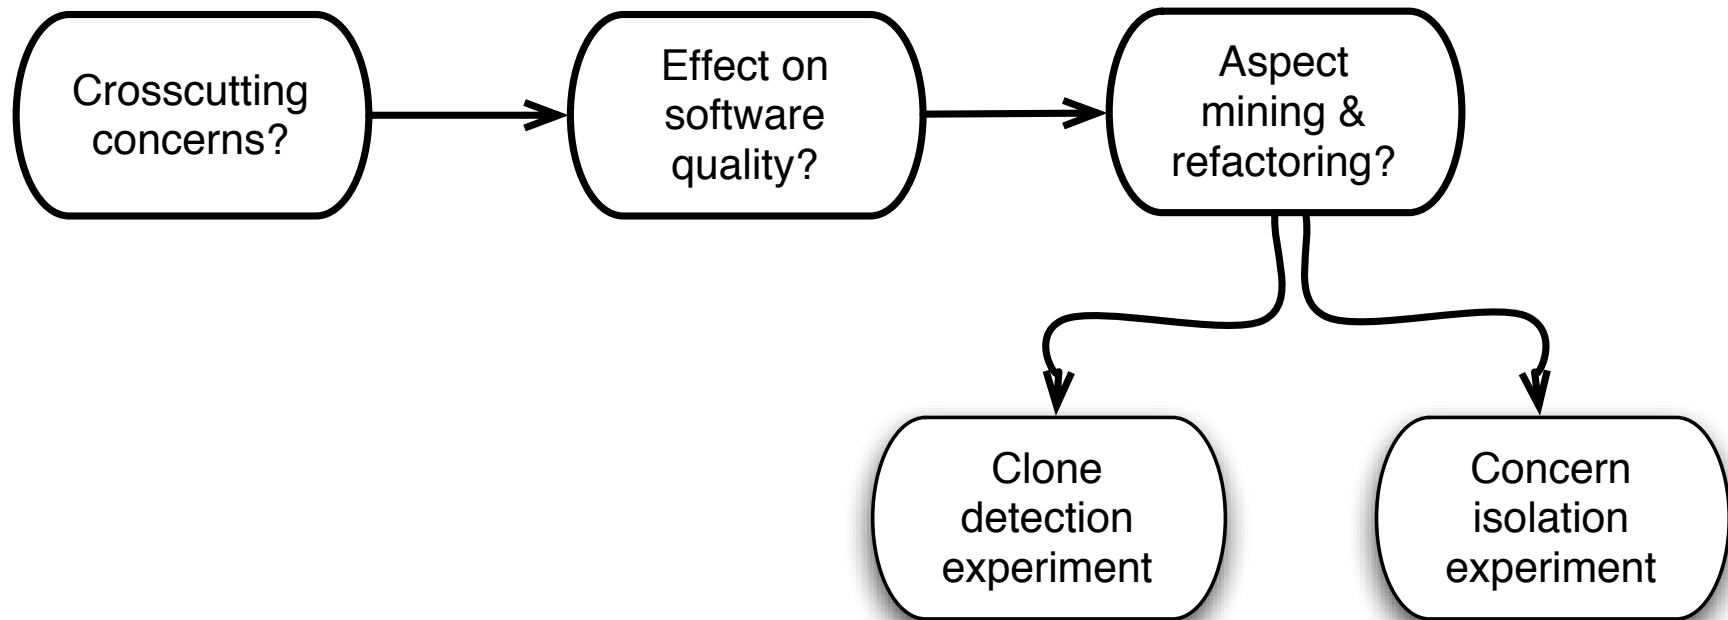 Crosscutting
concerns?
Effect on
software
quality?
Aspect
mining &
refactoring?
Clone
detection
experiment
Concern
isolation
experiment